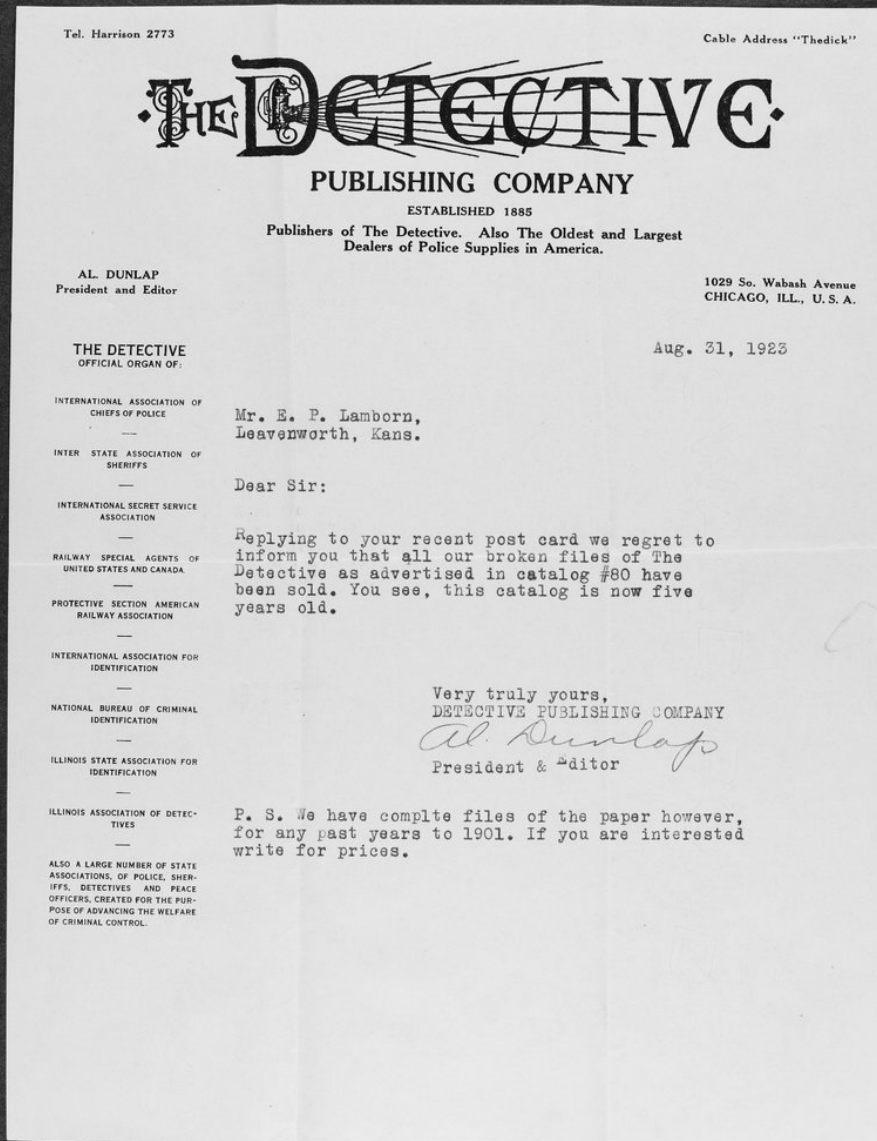 Tel. Harrison 2773
Cable Address "Thedick"
·THE DETECTIVE·
PUBLISHING COMPANY
ESTABLISHED 1885
Publishers of The Detective. Also The Oldest and Largest
Dealers of Police Supplies in America.
AL. DUNLAP
President and Editor
1029 So. Wabash Avenue
CHICAGO, ILL., U. S. A.
THE DETECTIVE
OFFICIAL ORGAN OF:
INTERNATIONAL ASSOCIATION OF
CHIEFS OF POLICE
—
INTER STATE ASSOCIATION OF
SHERIFFS
—
INTERNATIONAL SECRET SERVICE
ASSOCIATION
—
RAILWAY SPECIAL AGENTS OF
UNITED STATES AND CANADA
—
PROTECTIVE SECTION AMERICAN
RAILWAY ASSOCIATION
—
INTERNATIONAL ASSOCIATION FOR
IDENTIFICATION
—
NATIONAL BUREAU OF CRIMINAL
IDENTIFICATION
—
ILLINOIS STATE ASSOCIATION FOR
IDENTIFICATION
—
ILLINOIS ASSOCIATION OF DETEC-
TIVES
—
ALSO A LARGE NUMBER OF STATE
ASSOCIATIONS, OF POLICE, SHER-
IFFS, DETECTIVES AND PEACE
OFFICERS, CREATED FOR THE PUR-
POSE OF ADVANCING THE WELFARE
OF CRIMINAL CONTROL.
Aug. 31, 1923
Mr. E. P. Lamborn,
Leavenworth, Kans.
Dear Sir:
Replying to your recent post card we regret to
inform you that all our broken files of The
Detective as advertised in catalog #80 have
been sold. You see, this catalog is now five
years old.
Very truly yours,
DETECTIVE PUBLISHING COMPANY
Al. Dunlap
President & Editor
P. S. We have complte files of the paper however,
for any past years to 1901. If you are interested
write for prices.